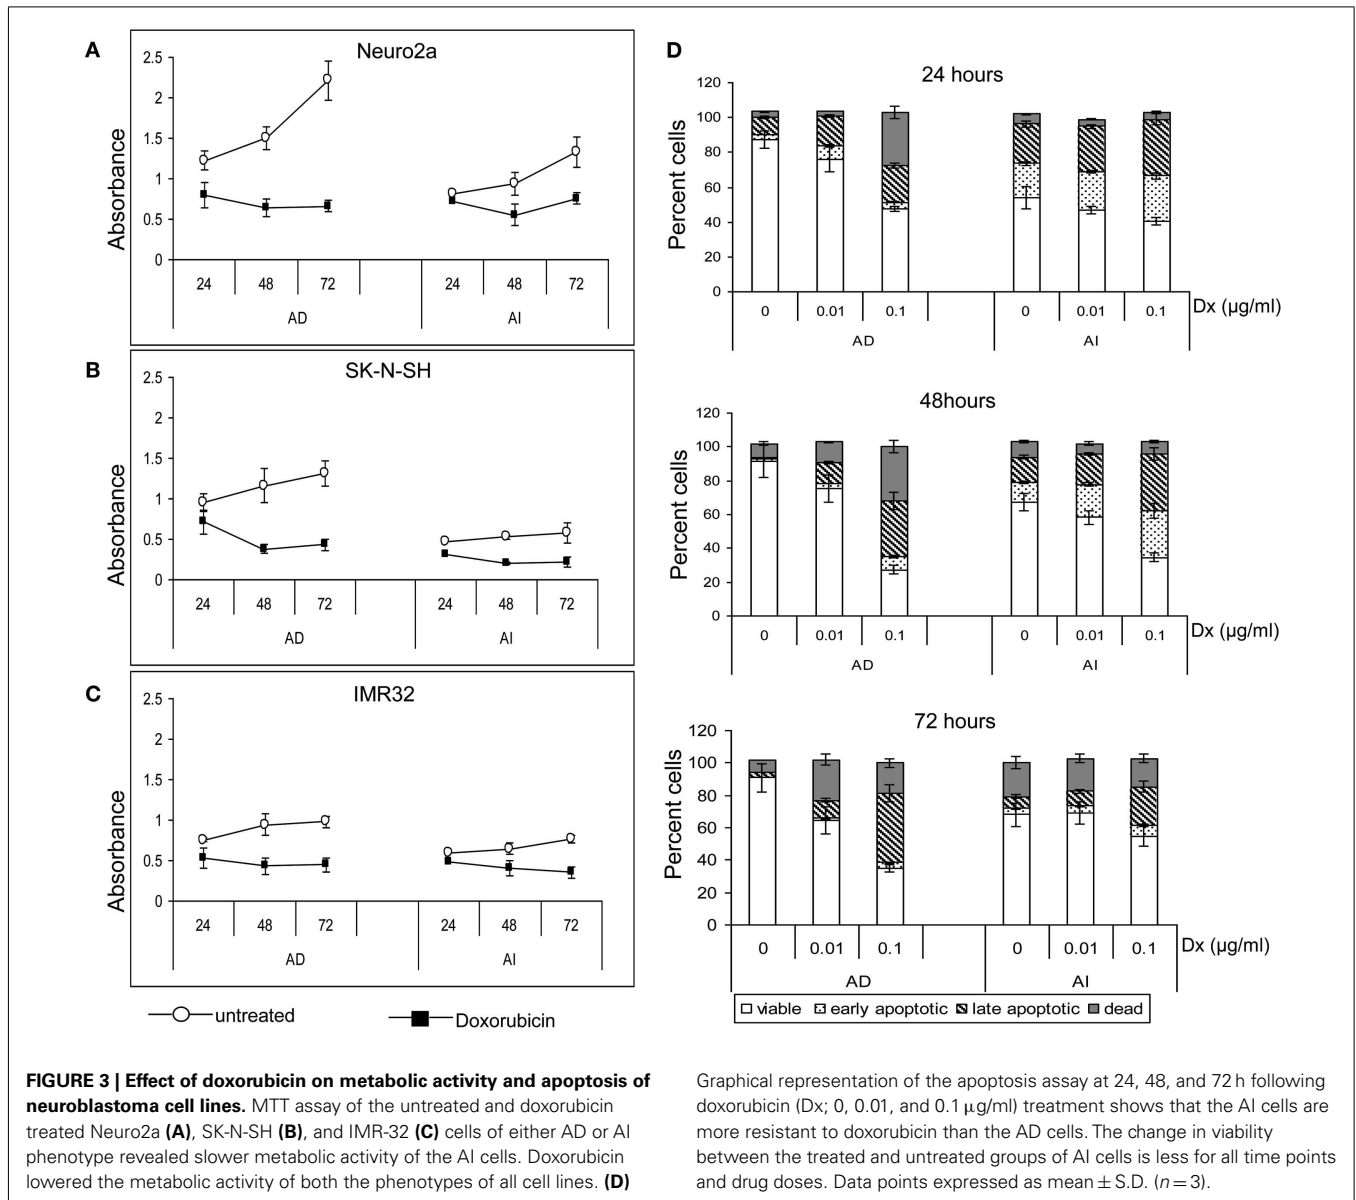 A
Neuro2a
2.5
2
1.5
1
0.5
0
Absorbance
24 48 72 24 48 72
AD AI
B
SK-N-SH
2.5
2
1.5
1
0.5
0
24 48 72 24 48 72
AD AI
C
IMR32
2.5
2
1.5
1
0.5
0
Absorbance
24 48 72 24 48 72
AD AI
untreated Doxorubicin
D
24 hours
120
100
80
60
40
20
0
Percent cells
0 0.01 0.1 0 0.01 0.1 Dx (µg/ml)
AD AI
48hours
120
100
80
60
40
20
0
Percent cells
0 0.01 0.1 0 0.01 0.1 Dx (µg/ml)
AD AI
72 hours
120
100
80
60
40
20
0
Percent cells
0 0.01 0.1 0 0.01 0.1 Dx (µg/ml)
AD AI
viable early apoptotic late apoptotic dead
FIGURE 3 | Effect of doxorubicin on metabolic activity and apoptosis of
neuroblastoma cell lines. MTT assay of the untreated and doxorubicin
treated Neuro2a (A), SK-N-SH (B), and IMR-32 (C) cells of either AD or AI
phenotype revealed slower metabolic activity of the AI cells. Doxorubicin
lowered the metabolic activity of both the phenotypes of all cell lines. (D)
Graphical representation of the apoptosis assay at 24, 48, and 72 h following
doxorubicin (Dx; 0, 0.01, and 0.1 µg/ml) treatment shows that the AI cells are
more resistant to doxorubicin than the AD cells. The change in viability
between the treated and untreated groups of AI cells is less for all time points
and drug doses. Data points expressed as mean ± S.D. (n = 3).